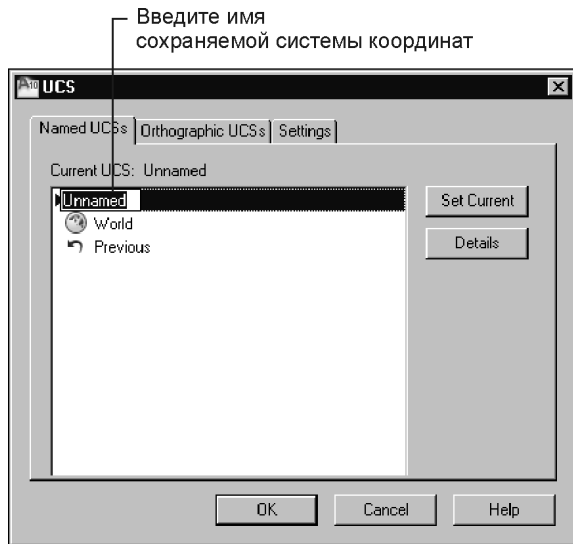 Введите имя
сохраняемой системы координат
A10 UCS
Named UCSs Orthographic UCSs Settings
Current UCS: Unnamed
Unnamed Set Current
World
Previous Details
OK Cancel Help